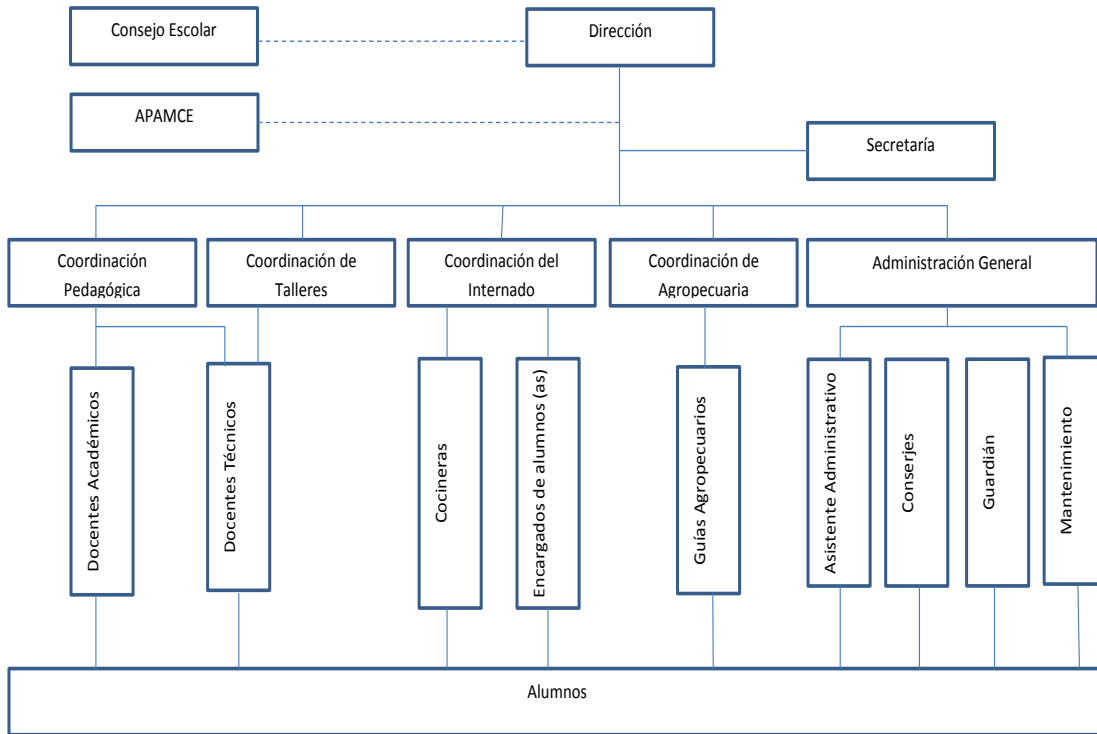 Consejo Escolar
Dirección
APAMCE
Secretaría
Coordinación
Pedagógica
Coordinación de
Talleres
Coordinación del
Internado
Coordinación de
Agropecuaria
Administración General
Docentes Académicos
Docentes Técnicos
Cocineras
Encargados de alumnos (as)
Guías Agropecuarios
Asistente Administrativo
Conserjes
Guardián
Mantenimiento
Alumnos